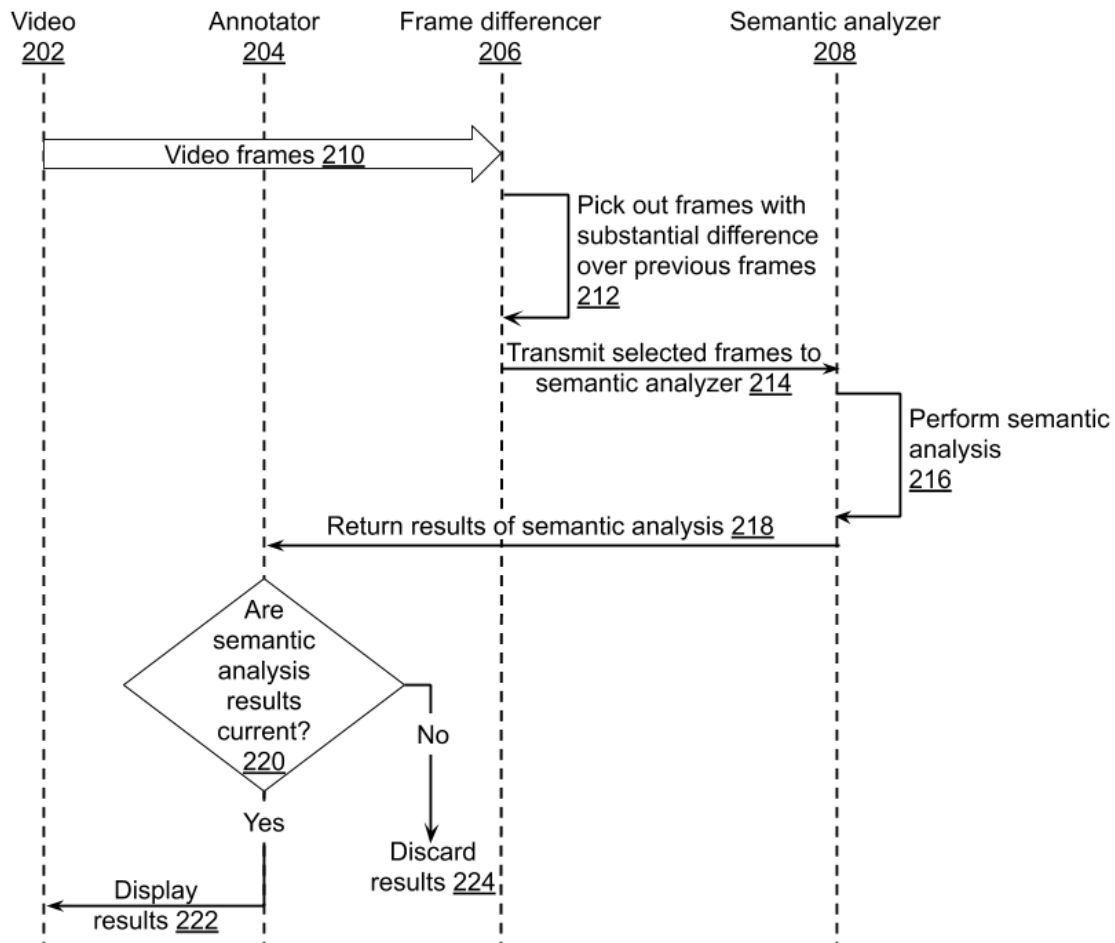 Video
202
Annotator
204
Frame differencer
206
Semantic analyzer
208
Video frames 210
Pick out frames with
substantial difference
over previous frames
212
Transmit selected frames to
semantic analyzer 214
Perform semantic
analysis
216
Return results of semantic analysis 218
Are
semantic
analysis
results
current?
220
No
Yes
Discard
results 224
Display
results 222